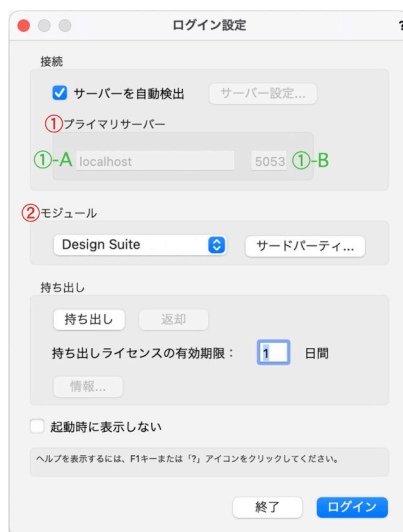 ログイン設定
?
接続
サーバーを自動検出 サーバー設定...
①プライマリサーバー
①-A localhost 5053 ①-B
②モジュール
Design Suite サードパーティ...
持ち出し
持ち出し 返却
持ち出しライセンスの有効期限： 1 日間
情報...
起動時に表示しない
ヘルプを表示するには、F1キーまたは「?」アイコンをクリックしてください。
終了 ログイン